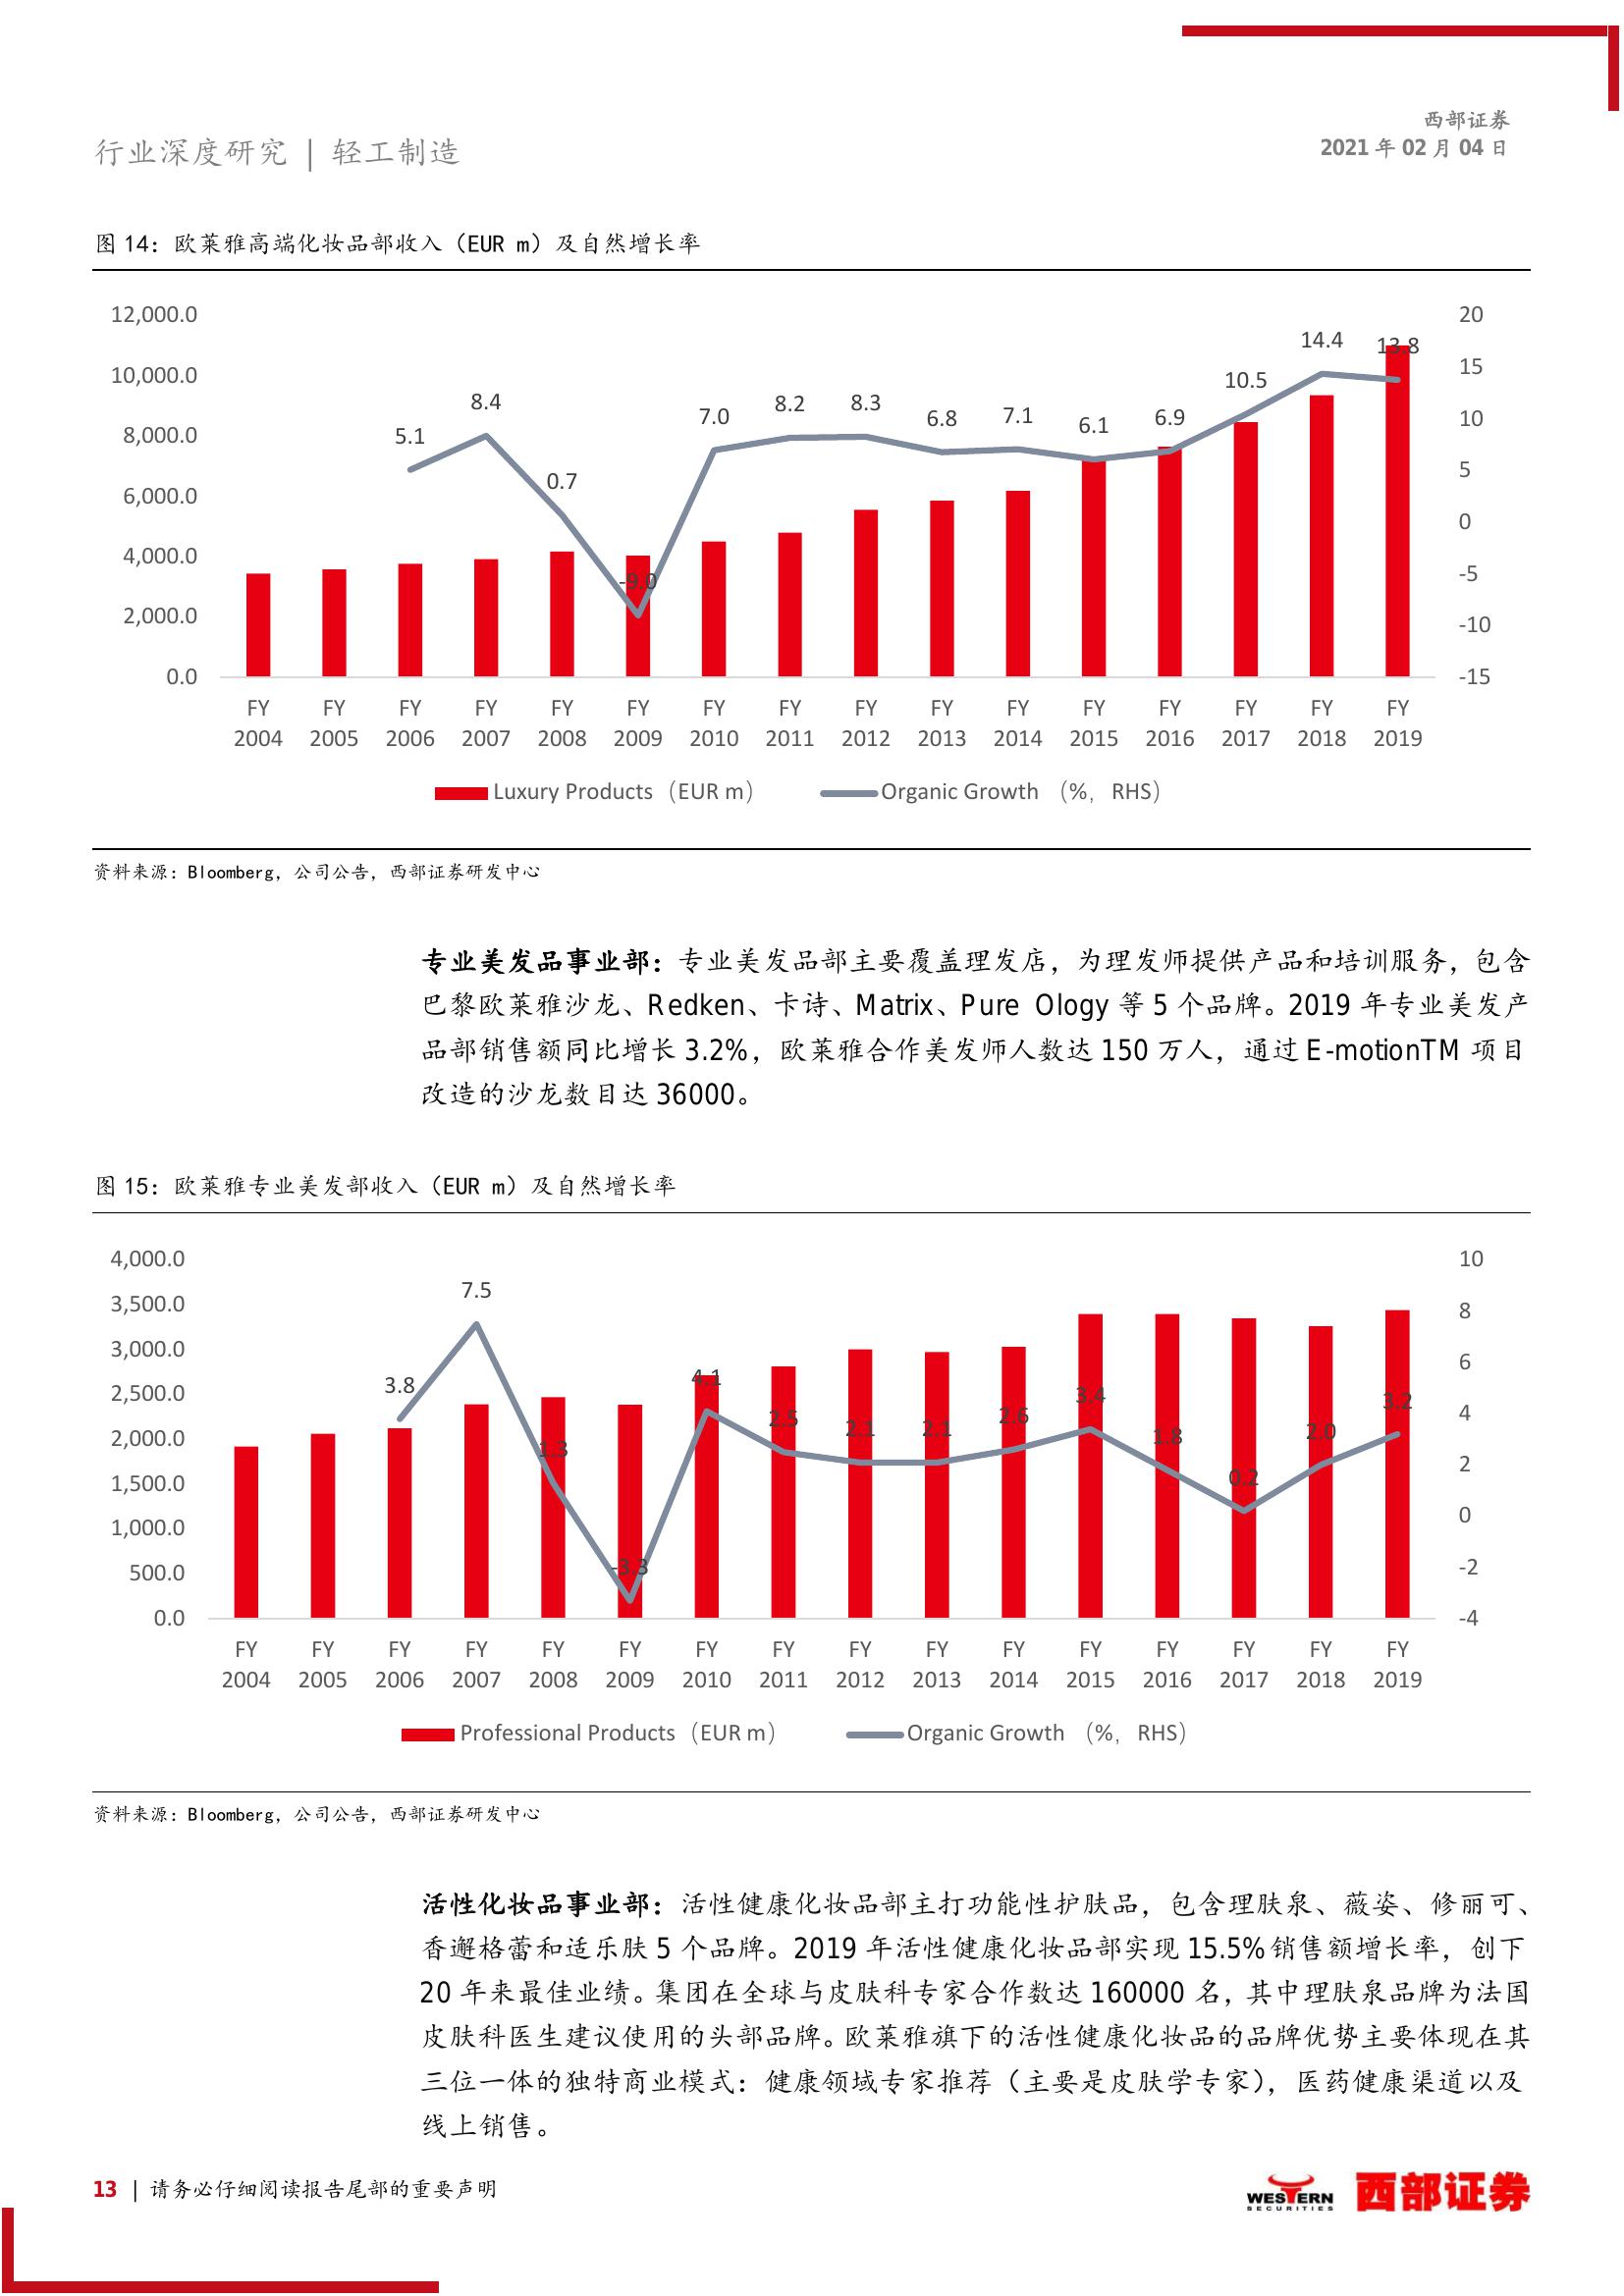 西部证券
行业深度研究 | 轻工制造
2021 年 02 月 04 日
图 14：欧莱雅高端化妆品部收入（EUR m）及自然增长率
12,000.0
10,000.0
8,000.0
6,000.0
4,000.0
2,000.0
0.0
20
15
10
5
0
-5
-10
-15
5.1
8.4
0.7
-9.0
7.0
8.2
8.3
6.8
7.1
6.1
6.9
10.5
14.4
13.8
FY FY FY FY FY FY FY FY FY FY FY FY FY FY FY FY
2004 2005 2006 2007 2008 2009 2010 2011 2012 2013 2014 2015 2016 2017 2018 2019
Luxury Products（EUR m） Organic Growth （%，RHS）
资料来源：Bloomberg，公司公告，西部证券研发中心
专业美发品事业部：专业美发品部主要覆盖理发店，为理发师提供产品和培训服务，包含
巴黎欧莱雅沙龙、Redken、卡诗、Matrix、Pure Ology 等 5 个品牌。2019 年专业美发产
品部销售额同比增长 3.2%，欧莱雅合作美发师人数达 150 万人，通过 E-motionTM 项目
改造的沙龙数目达 36000。
图 15：欧莱雅专业美发部收入（EUR m）及自然增长率
4,000.0
3,500.0
3,000.0
2,500.0
2,000.0
1,500.0
1,000.0
500.0
0.0
10
8
6
4
2
0
-2
-4
3.8
7.5
1.3
-3.3
4.1
2.5
2.1
2.1
2.6
3.4
1.8
0.2
2.0
3.2
FY FY FY FY FY FY FY FY FY FY FY FY FY FY FY FY
2004 2005 2006 2007 2008 2009 2010 2011 2012 2013 2014 2015 2016 2017 2018 2019
Professional Products（EUR m） Organic Growth （%，RHS）
资料来源：Bloomberg，公司公告，西部证券研发中心
活性化妆品事业部：活性健康化妆品部主打功能性护肤品，包含理肤泉、薇姿、修丽可、
香邂格蕾和适乐肤 5 个品牌。2019 年活性健康化妆品部实现 15.5%销售额增长率，创下
20 年来最佳业绩。集团在全球与皮肤科专家合作数达 160000 名，其中理肤泉品牌为法国
皮肤科医生建议使用的头部品牌。欧莱雅旗下的活性健康化妆品的品牌优势主要体现在其
三位一体的独特商业模式：健康领域专家推荐（主要是皮肤学专家），医药健康渠道以及
线上销售。
13 | 请务必仔细阅读报告尾部的重要声明
WESTERN
SECURITIES
西部证券